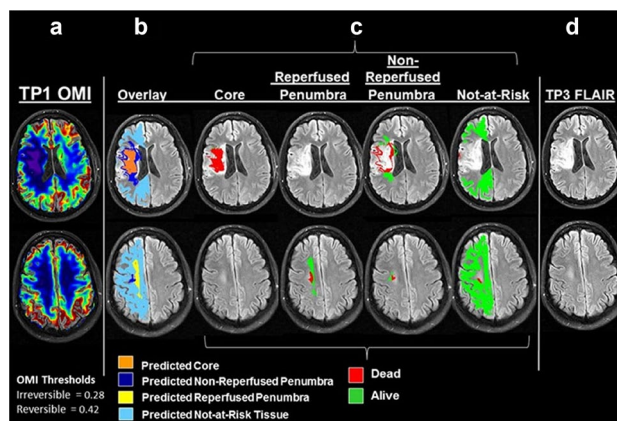 a b c d
Non-
Reperfused Reperfused
TP1 OMI Overlay Core Penumbra Penumbra Not-at-Risk TP3 FLAIR
OMI Thresholds
Irreversible = 0.28
Reversible = 0.42
Predicted Core
Predicted Non-Reperfused Penumbra
Predicted Reperfused Penumbra
Predicted Not-at-Risk Tissue
Dead
Alive